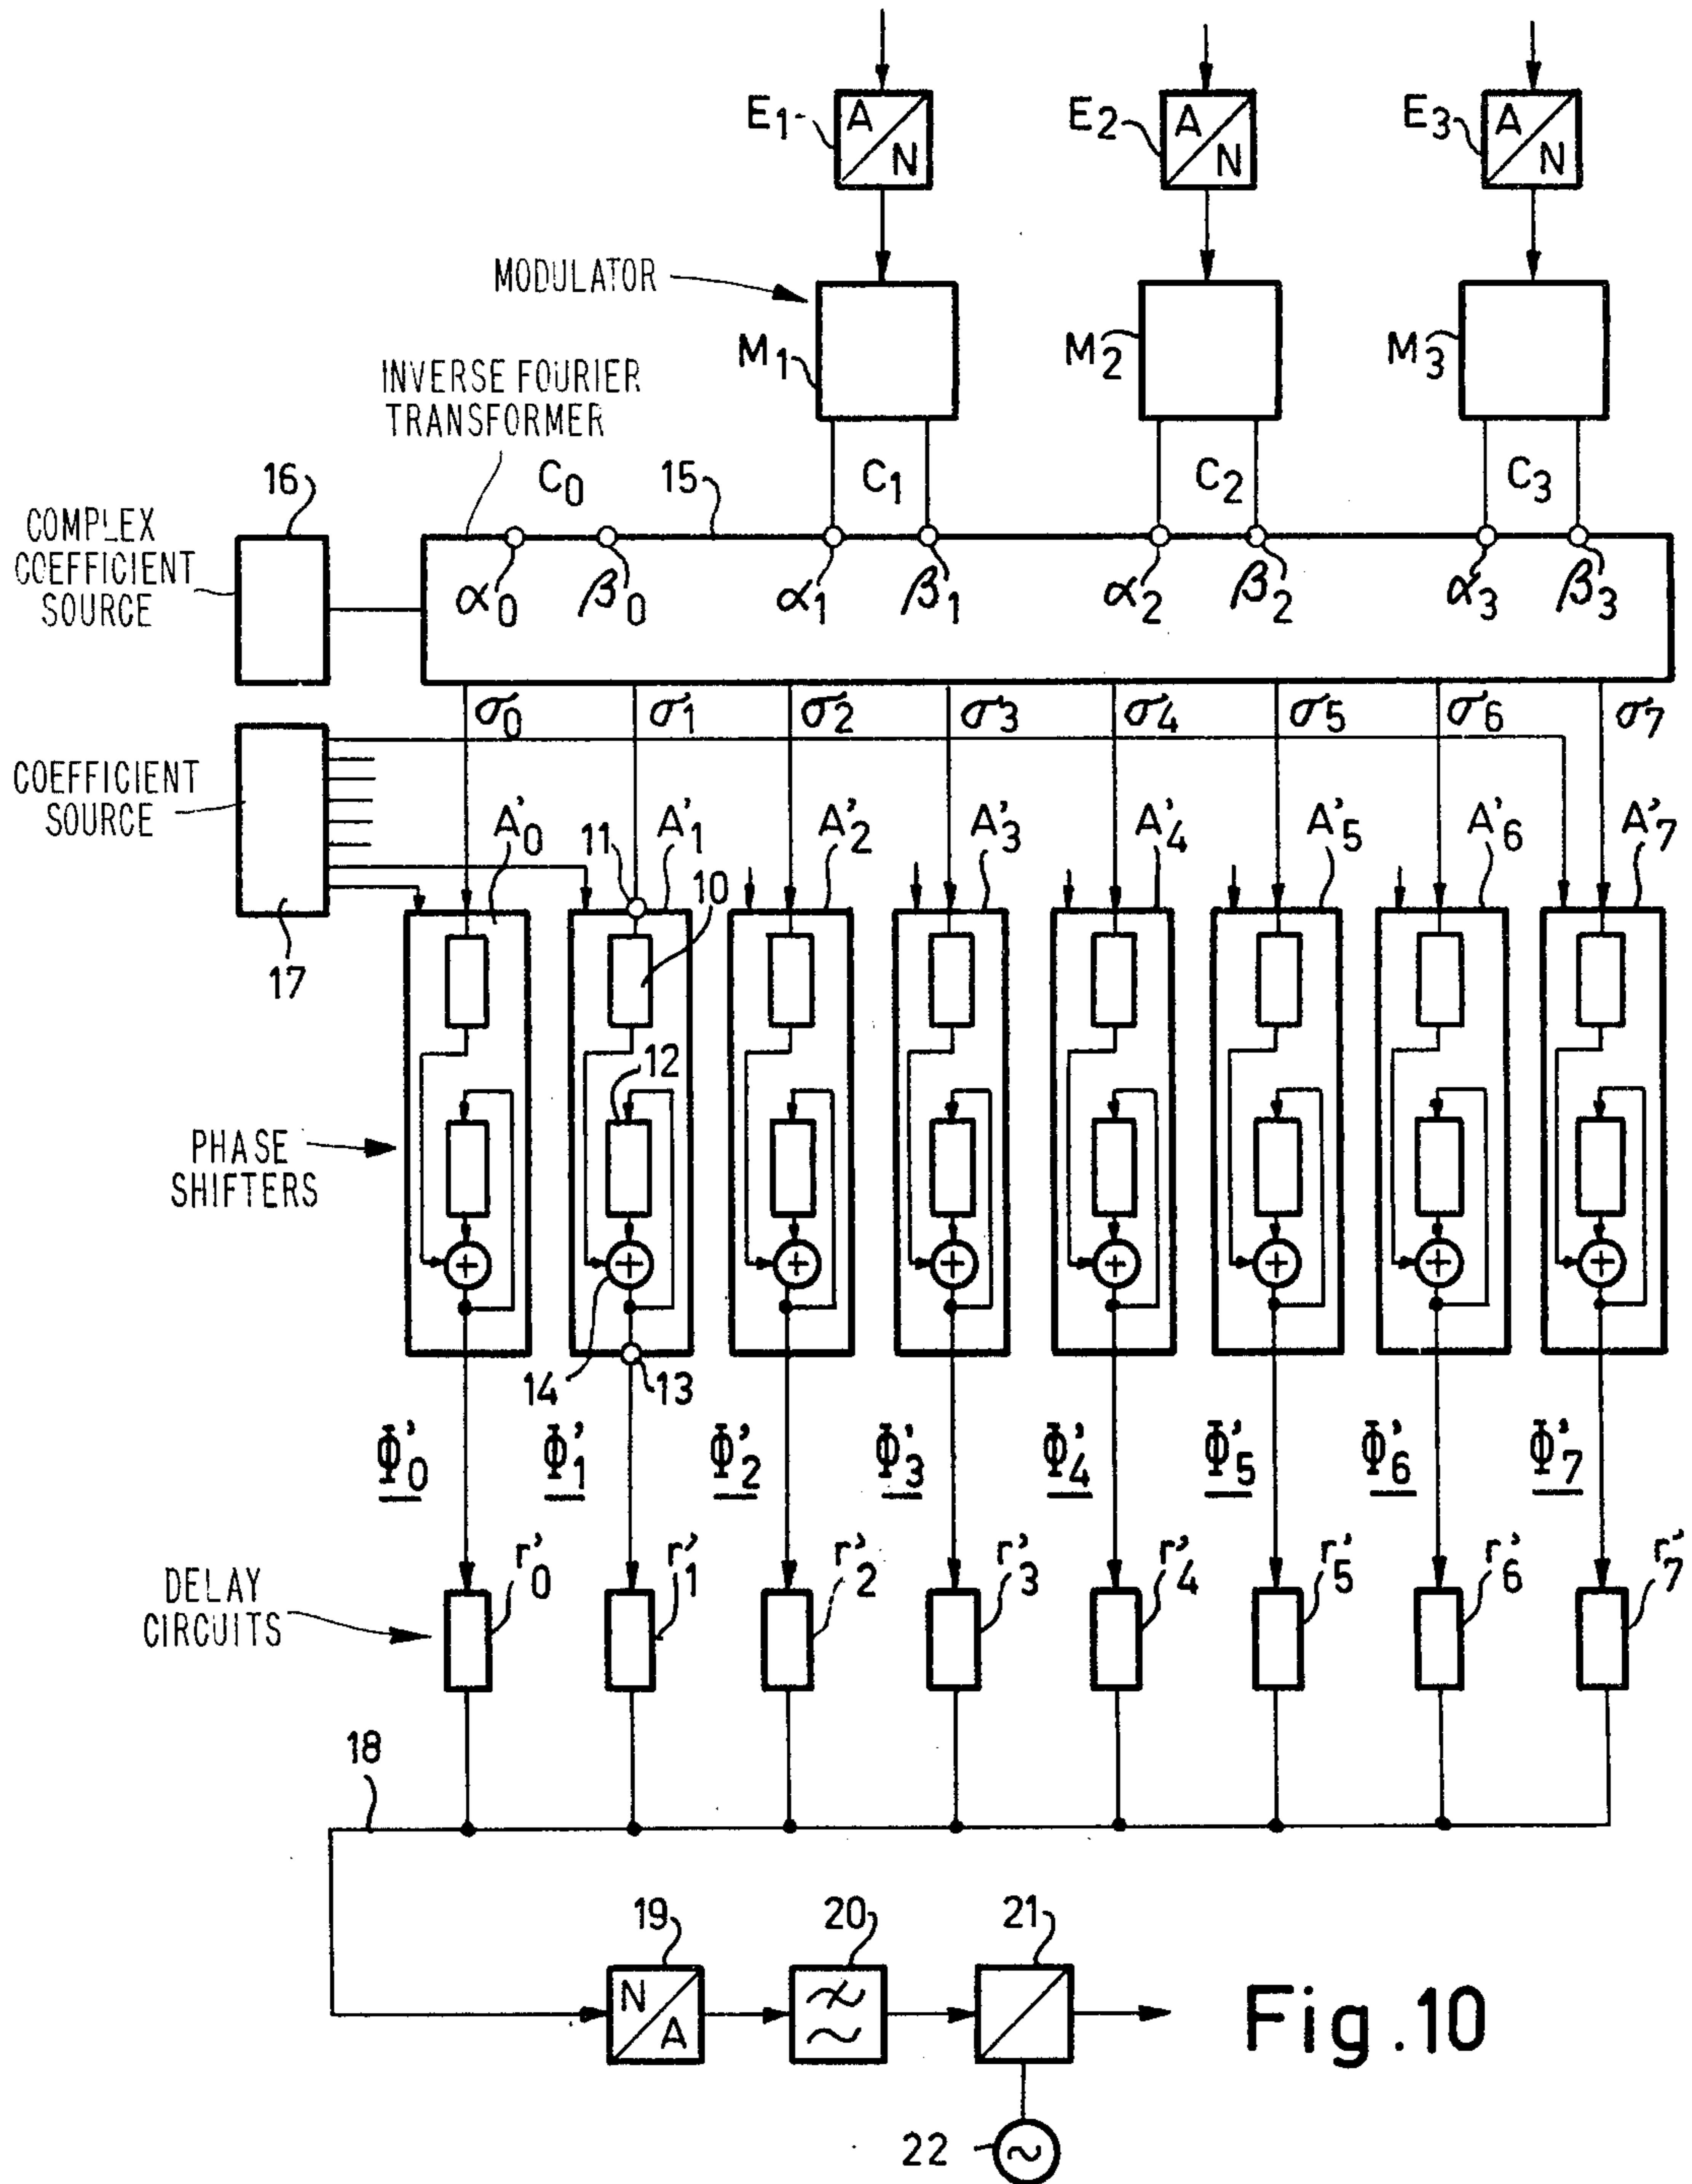 E1 A/N E2 A/N E3 A/N
MODULATOR
M1 M2 M3
INVERSE FOURIER
TRANSFORMER
16 C0 15 C1 C2 C3
COMPLEX
COEFFICIENT
SOURCE
α0 β0 α1 β1 α2 β2 α3 β3
σ0 σ1 σ2 σ3 σ4 σ5 σ6 σ7
COEFFICIENT
SOURCE
17
A'0 11 A'1 A'2 A'3 A'4 A'5 A'6 A'7
10
12
PHASE
SHIFTERS
+ + + + + + + +
14 13
Φ'0 Φ'1 Φ'2 Φ'3 Φ'4 Φ'5 Φ'6 Φ'7
r'0 r'1 r'2 r'3 r'4 r'5 r'6 r'7
DELAY
CIRCUITS
18
19 20 21
N/A
Fig.10
22